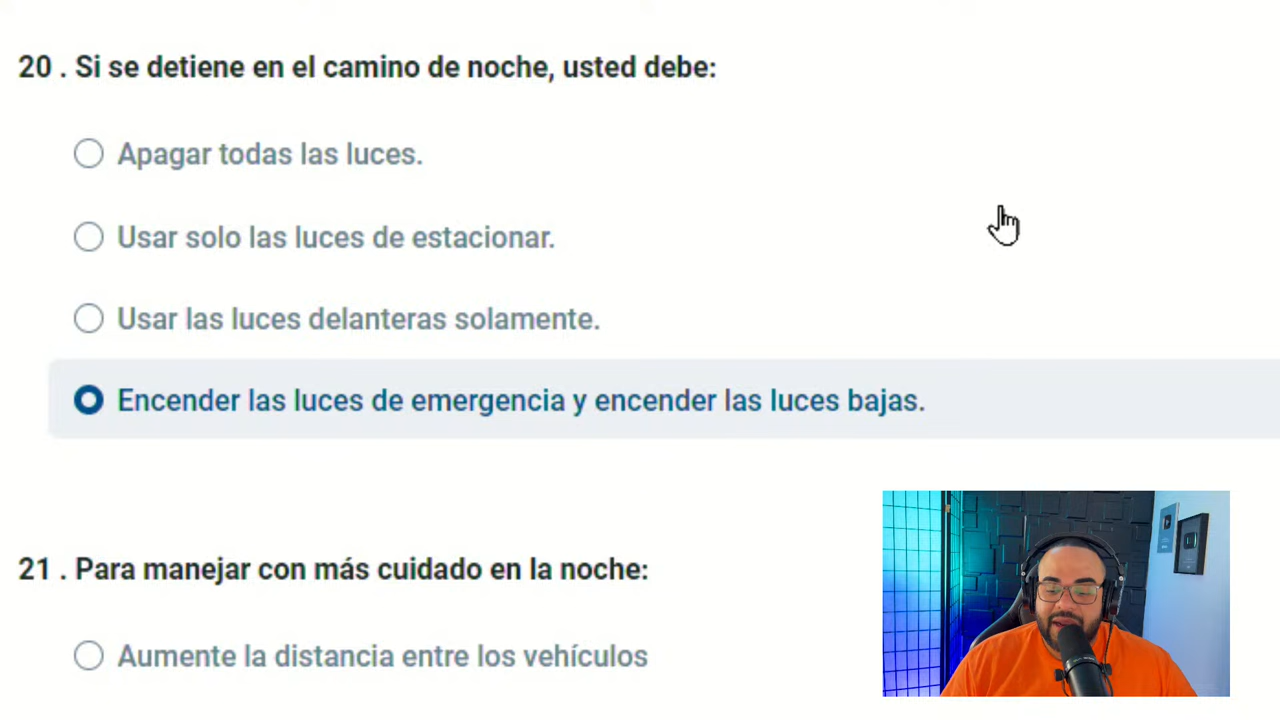 20 . Si se detiene en el camino de noche, usted debe:
Apagar todas las luces.
Usar solo las luces de estacionar.
Usar las luces delanteras solamente.
Encender las luces de emergencia y encender las luces bajas.
21 . Para manejar con más cuidado en la noche:
Aumente la distancia entre los vehículos